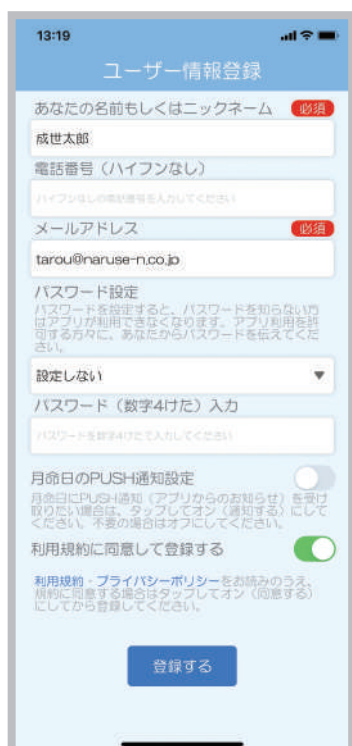 13:19
ユーザー情報登録
あなたの名前もしくはニックネーム 必須
成世太郎
電話番号（ハイフンなし）
ハイフンなしの電話番号を入力してください
メールアドレス 必須
tarou@naruse-n.co.jp
パスワード設定
パスワードを設定すると、パスワードを知らない方
はアプリが利用できなくなります。アプリ利用を許
可する方々に、あなたからパスワードを伝えてくだ
さい。
設定しない
パスワード（数字4けた）入力
パスワードを数字4けたで入力してください
月命日のPUSH通知設定
月命日にPUSH通知（アプリからのお知らせ）を受け
取りたい場合は、タップしてオン（通知する）にして
ください。不要の場合はオフにしてください。
利用規約に同意して登録する
利用規約・プライバシーポリシーをお読みのうえ、
規約に同意する場合はタップしてオン（同意する）
にしてから登録してください。
登録する